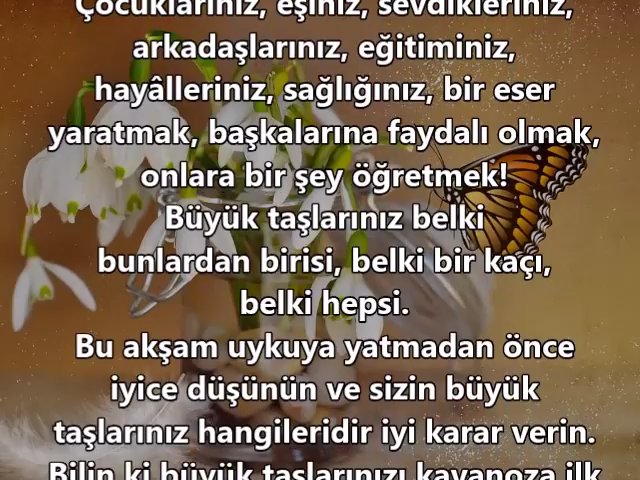 Çocuklarınız, eşiniz, sevdikleriniz,
arkadaşlarınız, eğitiminiz,
hayâlleriniz, sağlığınız, bir eser
yaratmak, başkalarına faydalı olmak,
onlara bir şey öğretmek!
Büyük taşlarınız belki
bunlardan birisi, belki bir kaçı,
belki hepsi.
Bu akşam uykuya yatmadan önce
iyice düşünün ve sizin büyük
taşlarınız hangileridir iyi karar verin.
Bilin ki büyük taşlarınızı kavanoza ilk